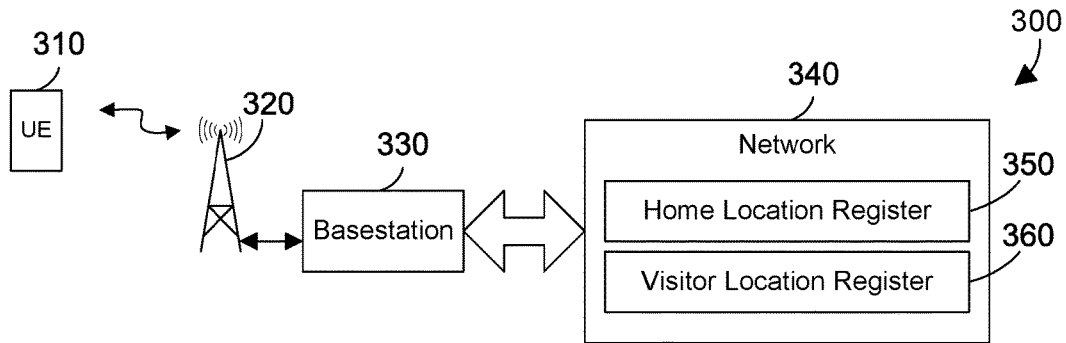 300
310
UE
320
330
Basestation
340
Network
350
Home Location Register
360
Visitor Location Register